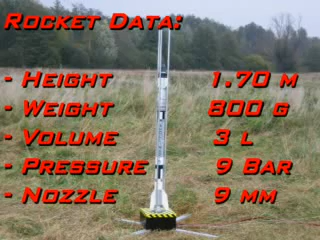 Rocket Data:
- Height 1.70 m
- Weight 800 g
- Volume 3 l
- Pressure 9 Bar
- Nozzle 9 mm